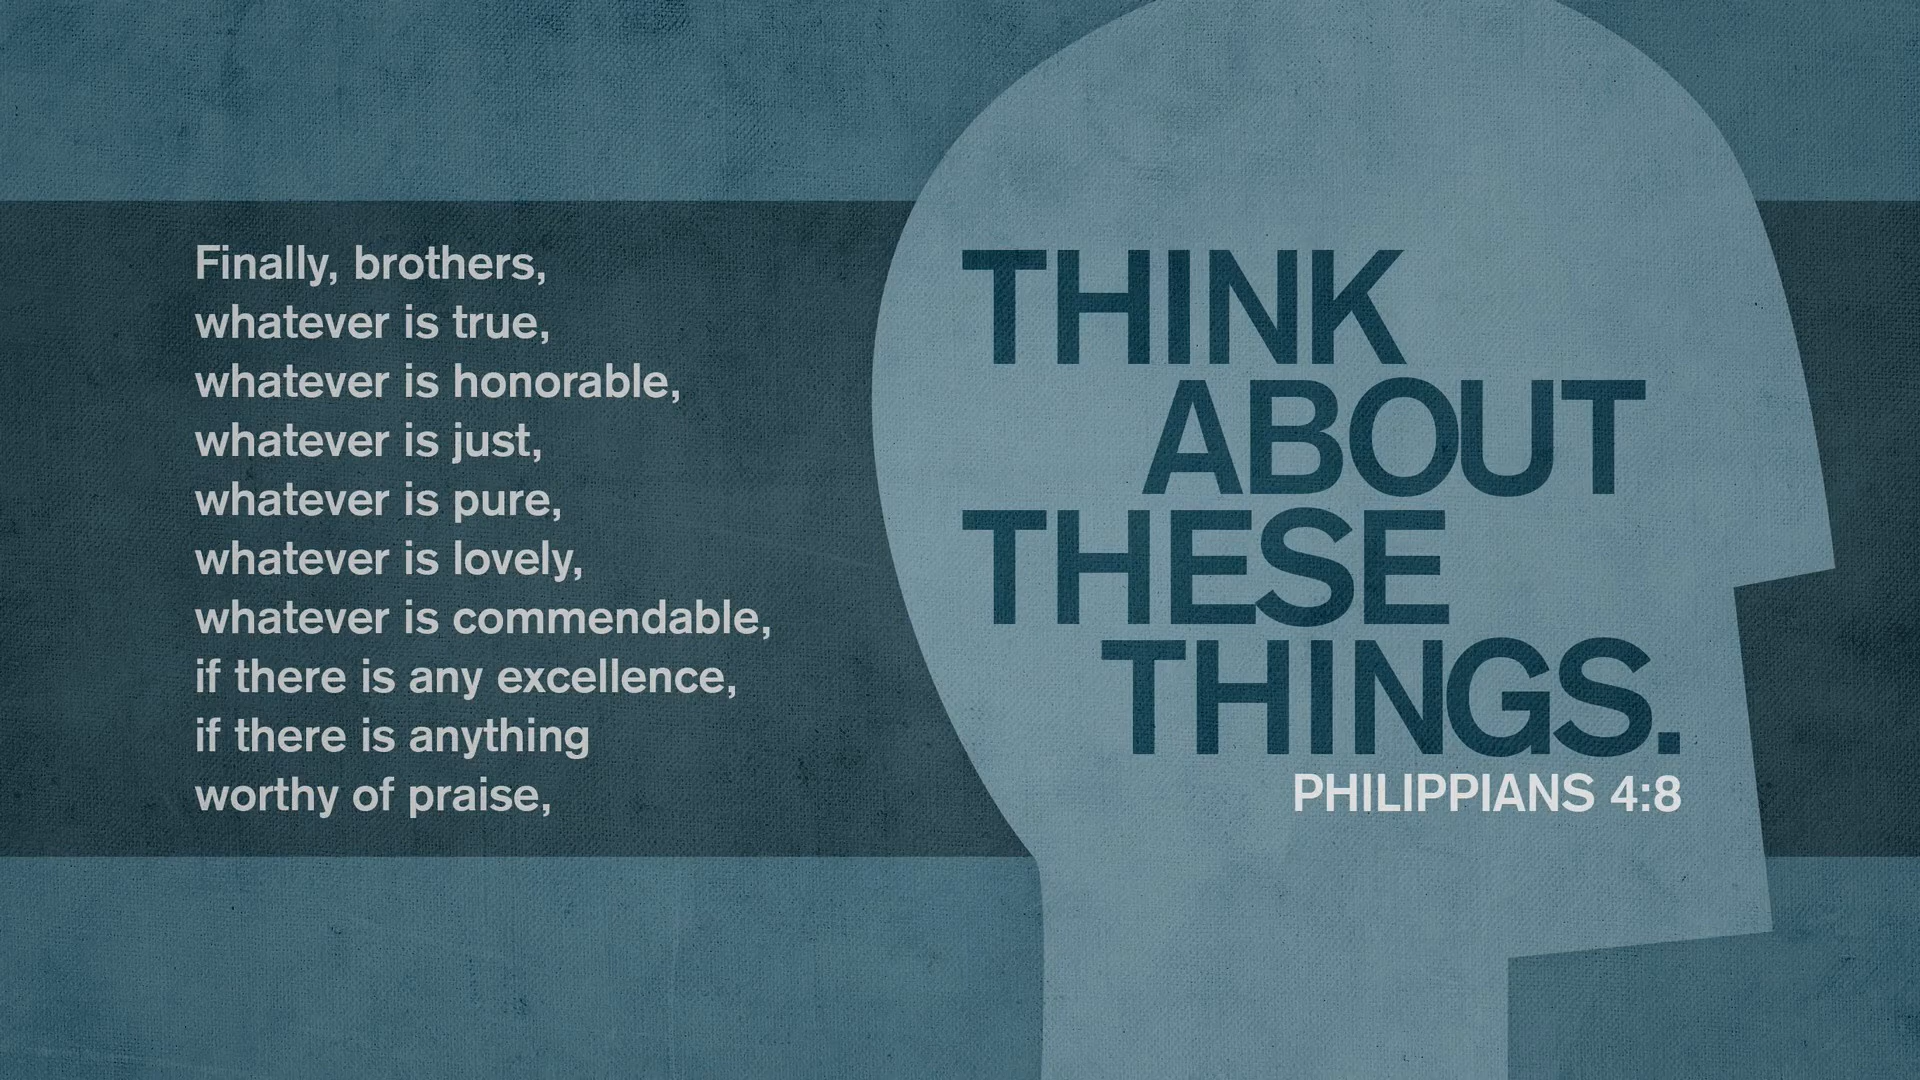 Finally, brothers,
whatever is true,
whatever is honorable,
whatever is just,
whatever is pure,
whatever is lovely,
whatever is commendable,
if there is any excellence,
if there is anything
worthy of praise,
THINK
ABOUT
THESE
THINGS.
PHILIPPIANS 4:8